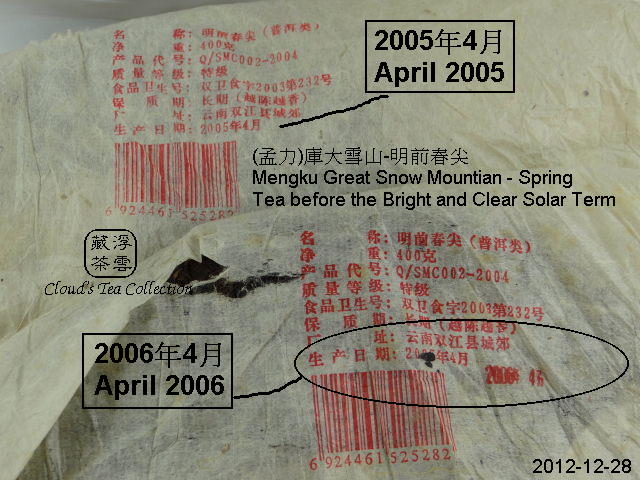 名 称：明前春尖（普洱类）
净 重：400克
产 品 代 号：Q/SMC002-2004
质 量 等 级：特级
食品卫生号：双卫食字2003第232号
保 质 期：长期（越陈越香）
厂 址：云南双江县城郊
生 产 日 期：2005年4月
6 924461 525282
2005年4月
April 2005
(孟力)庫大雪山-明前春尖
Mengku Great Snow Mountian - Spring
Tea before the Bright and Clear Solar Term
藏浮
茶雲
Cloud's Tea Collection
名 称：明前春尖（普洱类）
净 重：400克
产 品 代 号：Q/SMC002-2004
质 量 等 级：特级
食品卫生号：双卫食字2003第232号
保 质 期：长期（越陈越香）
厂 址：云南双江县城郊
生 产 日 期：200 年4月
2006 4
6 924461 525282
2006年4月
April 2006
2012-12-28